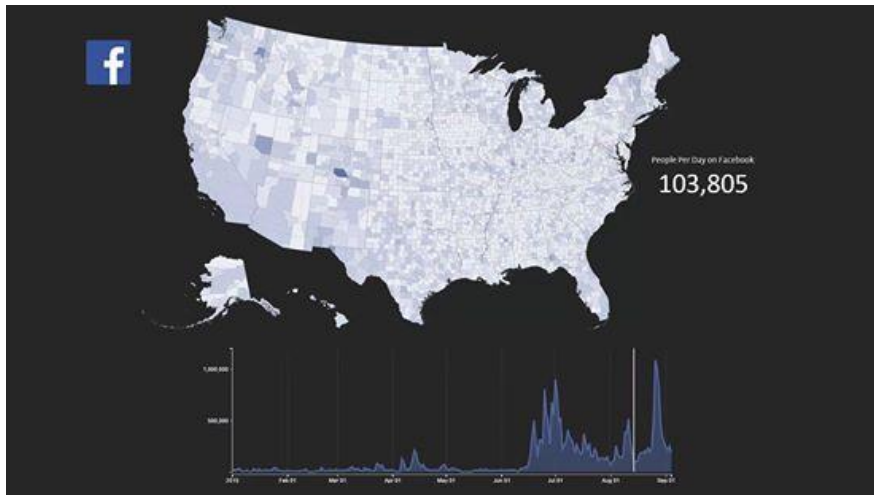 f
People Per Day on Facebook
103,805
1,000,000
500,000
2015 Feb 01 Mar 01 Apr 01 May 01 Jun 01 Jul 01 Aug 01 Sep 01